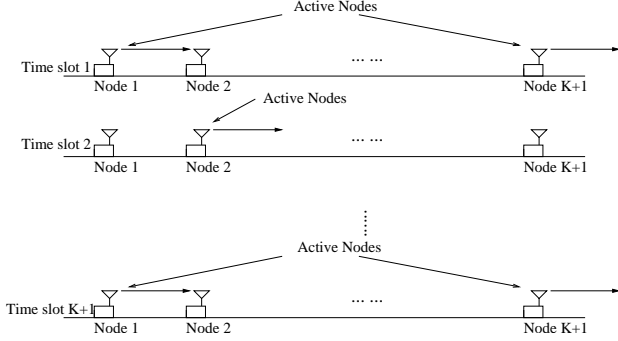 Active Nodes
Time slot 1
Node 1 Node 2 ... ... Node K+1
Active Nodes
Time slot 2
Node 1 Node 2 ... ... Node K+1
Active Nodes
Time slot K+1
... ...
Node 1 Node 2 Node K+1